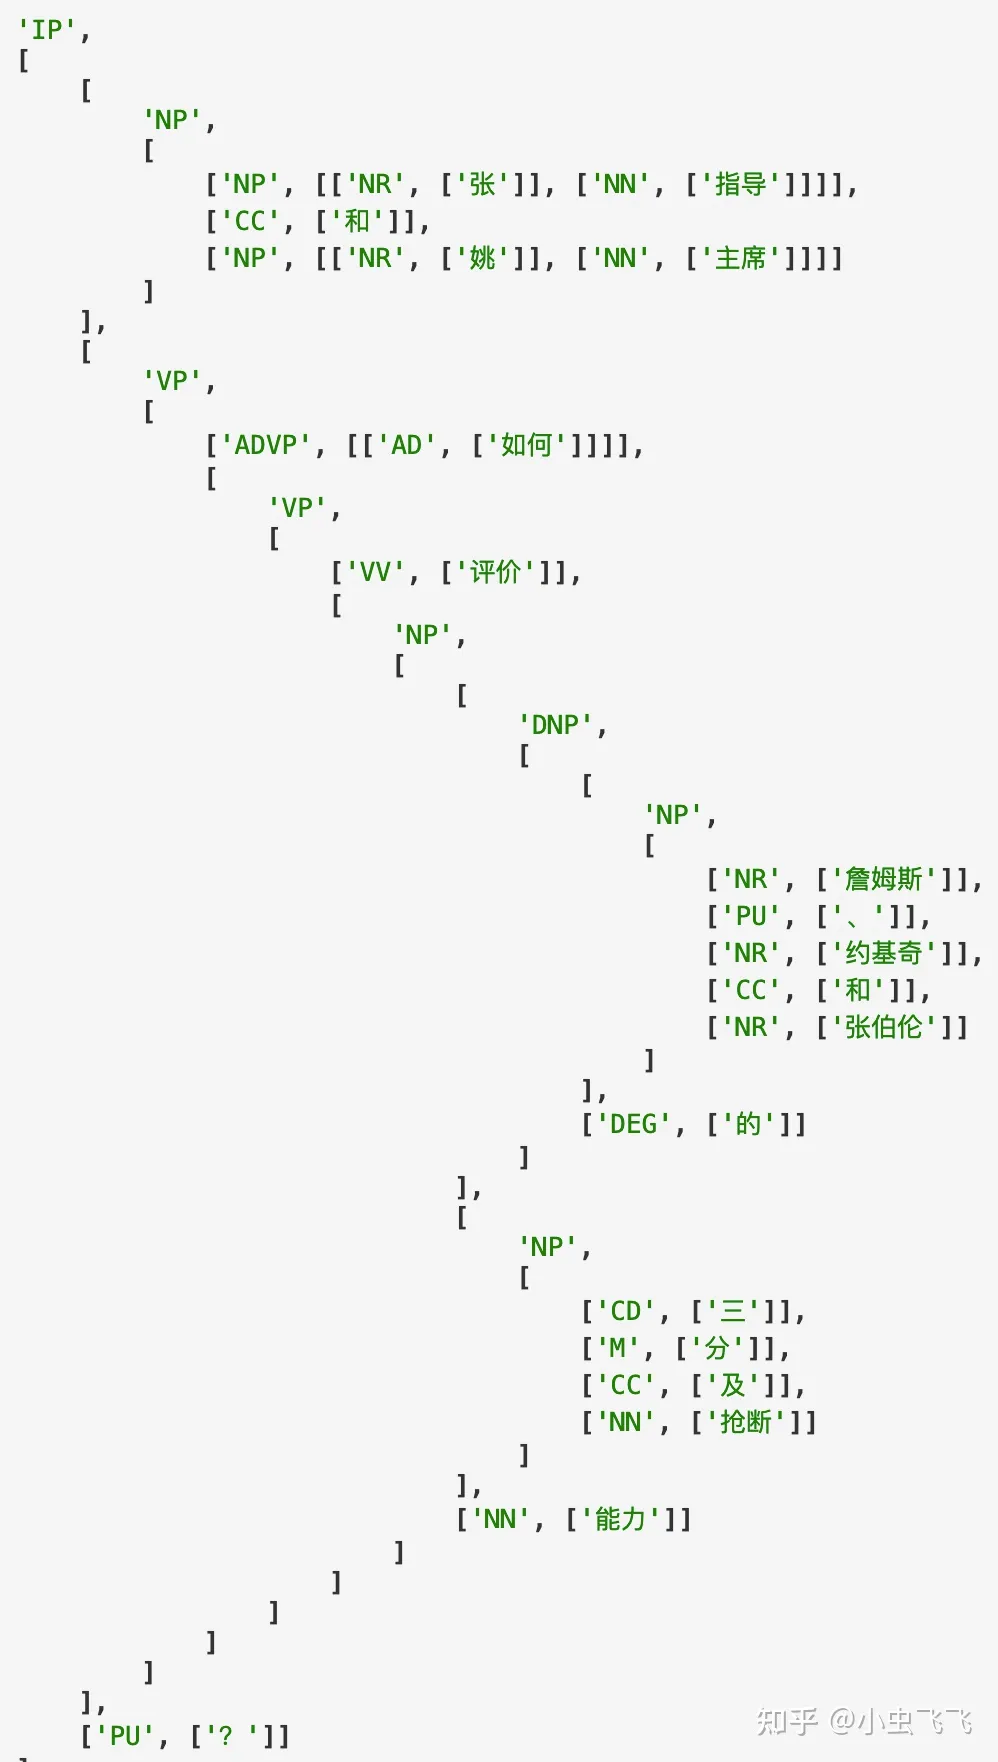 'IP',
[
[
'NP',
[
['NP', [['NR', ['张']], ['NN', ['指导']]]],
['CC', ['和']],
['NP', [['NR', ['姚']], ['NN', ['主席']]]]
]
],
[
'VP',
[
['ADVP', [['AD', ['如何']]]],
[
'VP',
[
['VV', ['评价']],
[
'NP',
[
[
'DNP',
[
[
'NP',
[
['NR', ['詹姆斯']],
['PU', ['、']],
['NR', ['约基奇']],
['CC', ['和']],
['NR', ['张伯伦']]
]
],
['DEG', ['的']]
]
],
[
'NP',
[
['CD', ['三']],
['M', ['分']],
['CC', ['及']],
['NN', ['抢断']]
]
],
['NN', ['能力']]
]
]
]
]
]
],
['PU', ['？']]
]
知乎 @小虫飞飞